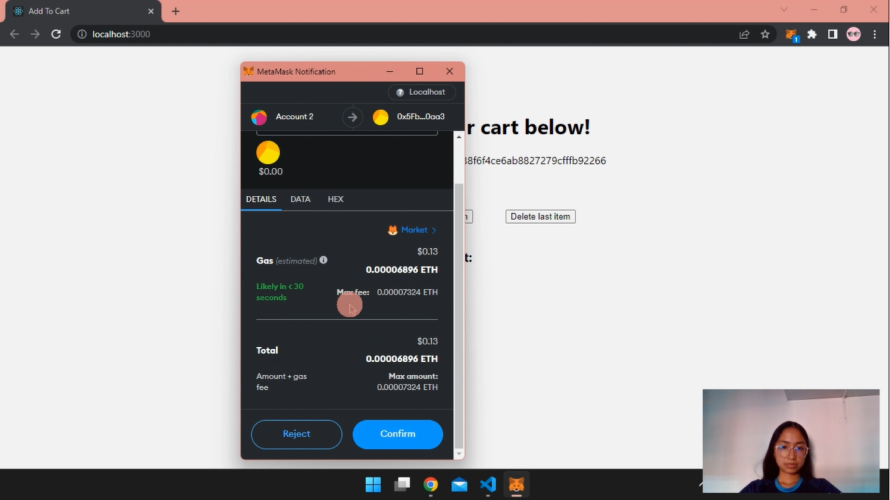 Add To Cart
localhost:3000
1
MetaMask Notification
Localhost
Account 2
0x5Fb...0aa3
$0.00
DETAILS DATA HEX
Market >
$0.13
Gas (estimated)
0.00006896 ETH
Likely in < 30
seconds
Max fee: 0.00007324 ETH
$0.13
Total
0.00006896 ETH
Amount + gas
fee
Max amount:
0.00007324 ETH
Reject
Confirm
r cart below!
38f6f4ce6ab8827279cfffb92266
Delete last item
t: